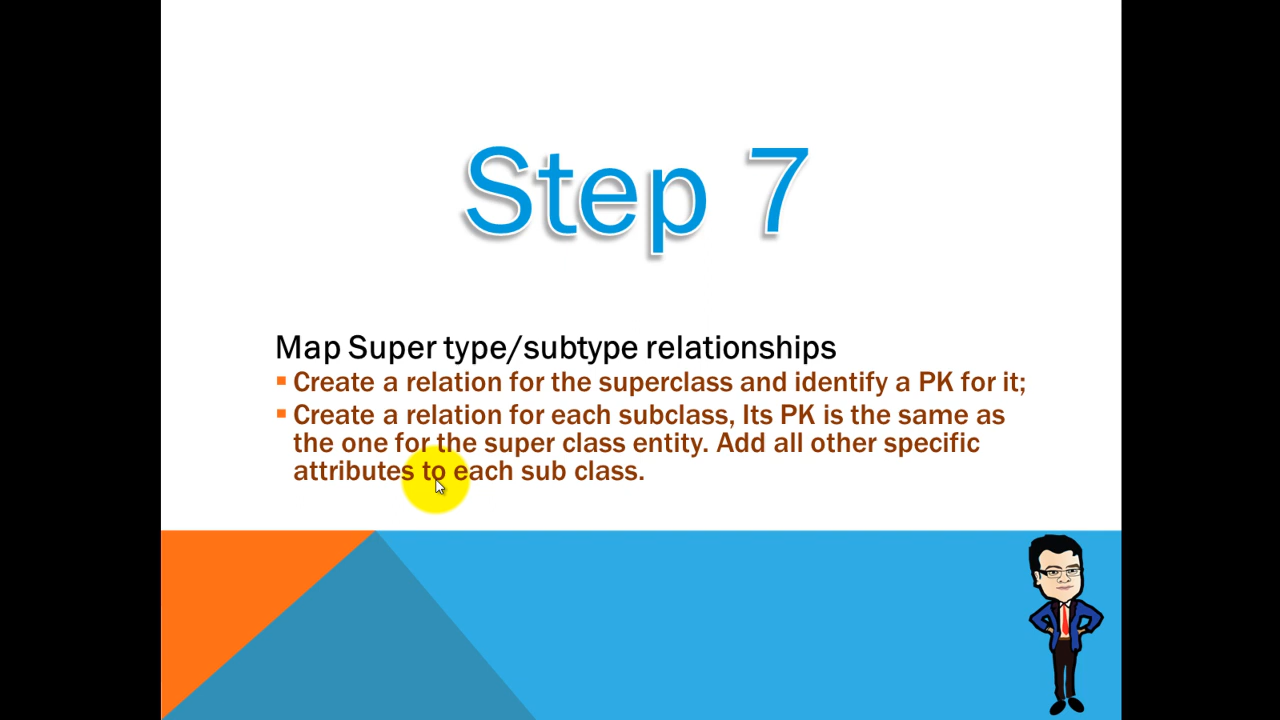 Step 7
Map Super type/subtype relationships
Create a relation for the superclass and identify a PK for it;
Create a relation for each subclass, Its PK is the same as
the one for the super class entity. Add all other specific
attributes to each sub class.